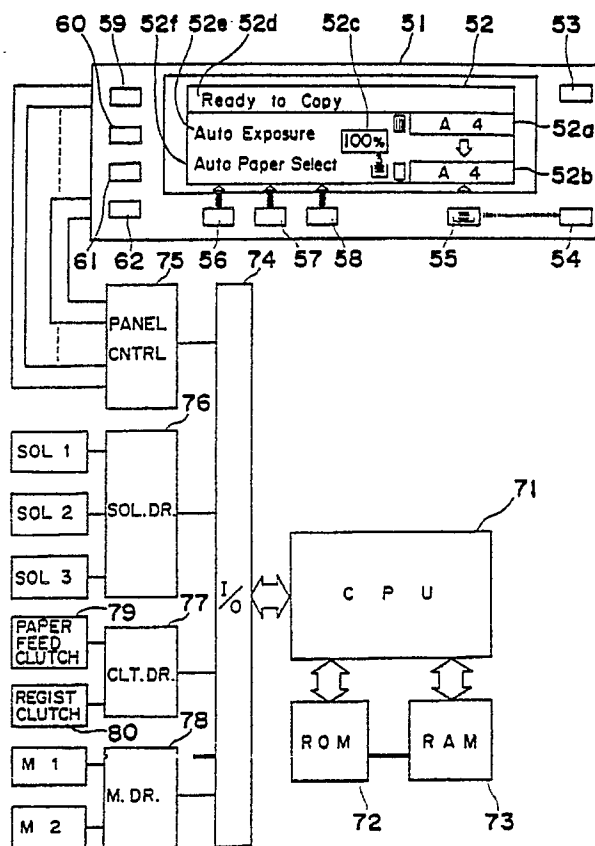 60 59 52f 52e 52d 52c 51 52 53
Ready to Copy
Auto Exposure
100%
A 4
52a
Auto Paper Select
A 4
52b
61 62 56 57 58 55 54
75 74
PANEL
CNTRL
76
SOL 1
SOL 2
SOL.DR.
SOL 3
71
C P U
I/O
79 77
PAPER
FEED
CLUTCH
CLT.DR.
REGIST
CLUTCH
80 78
ROM
RAM
72 73
M 1
M.DR.
M 2